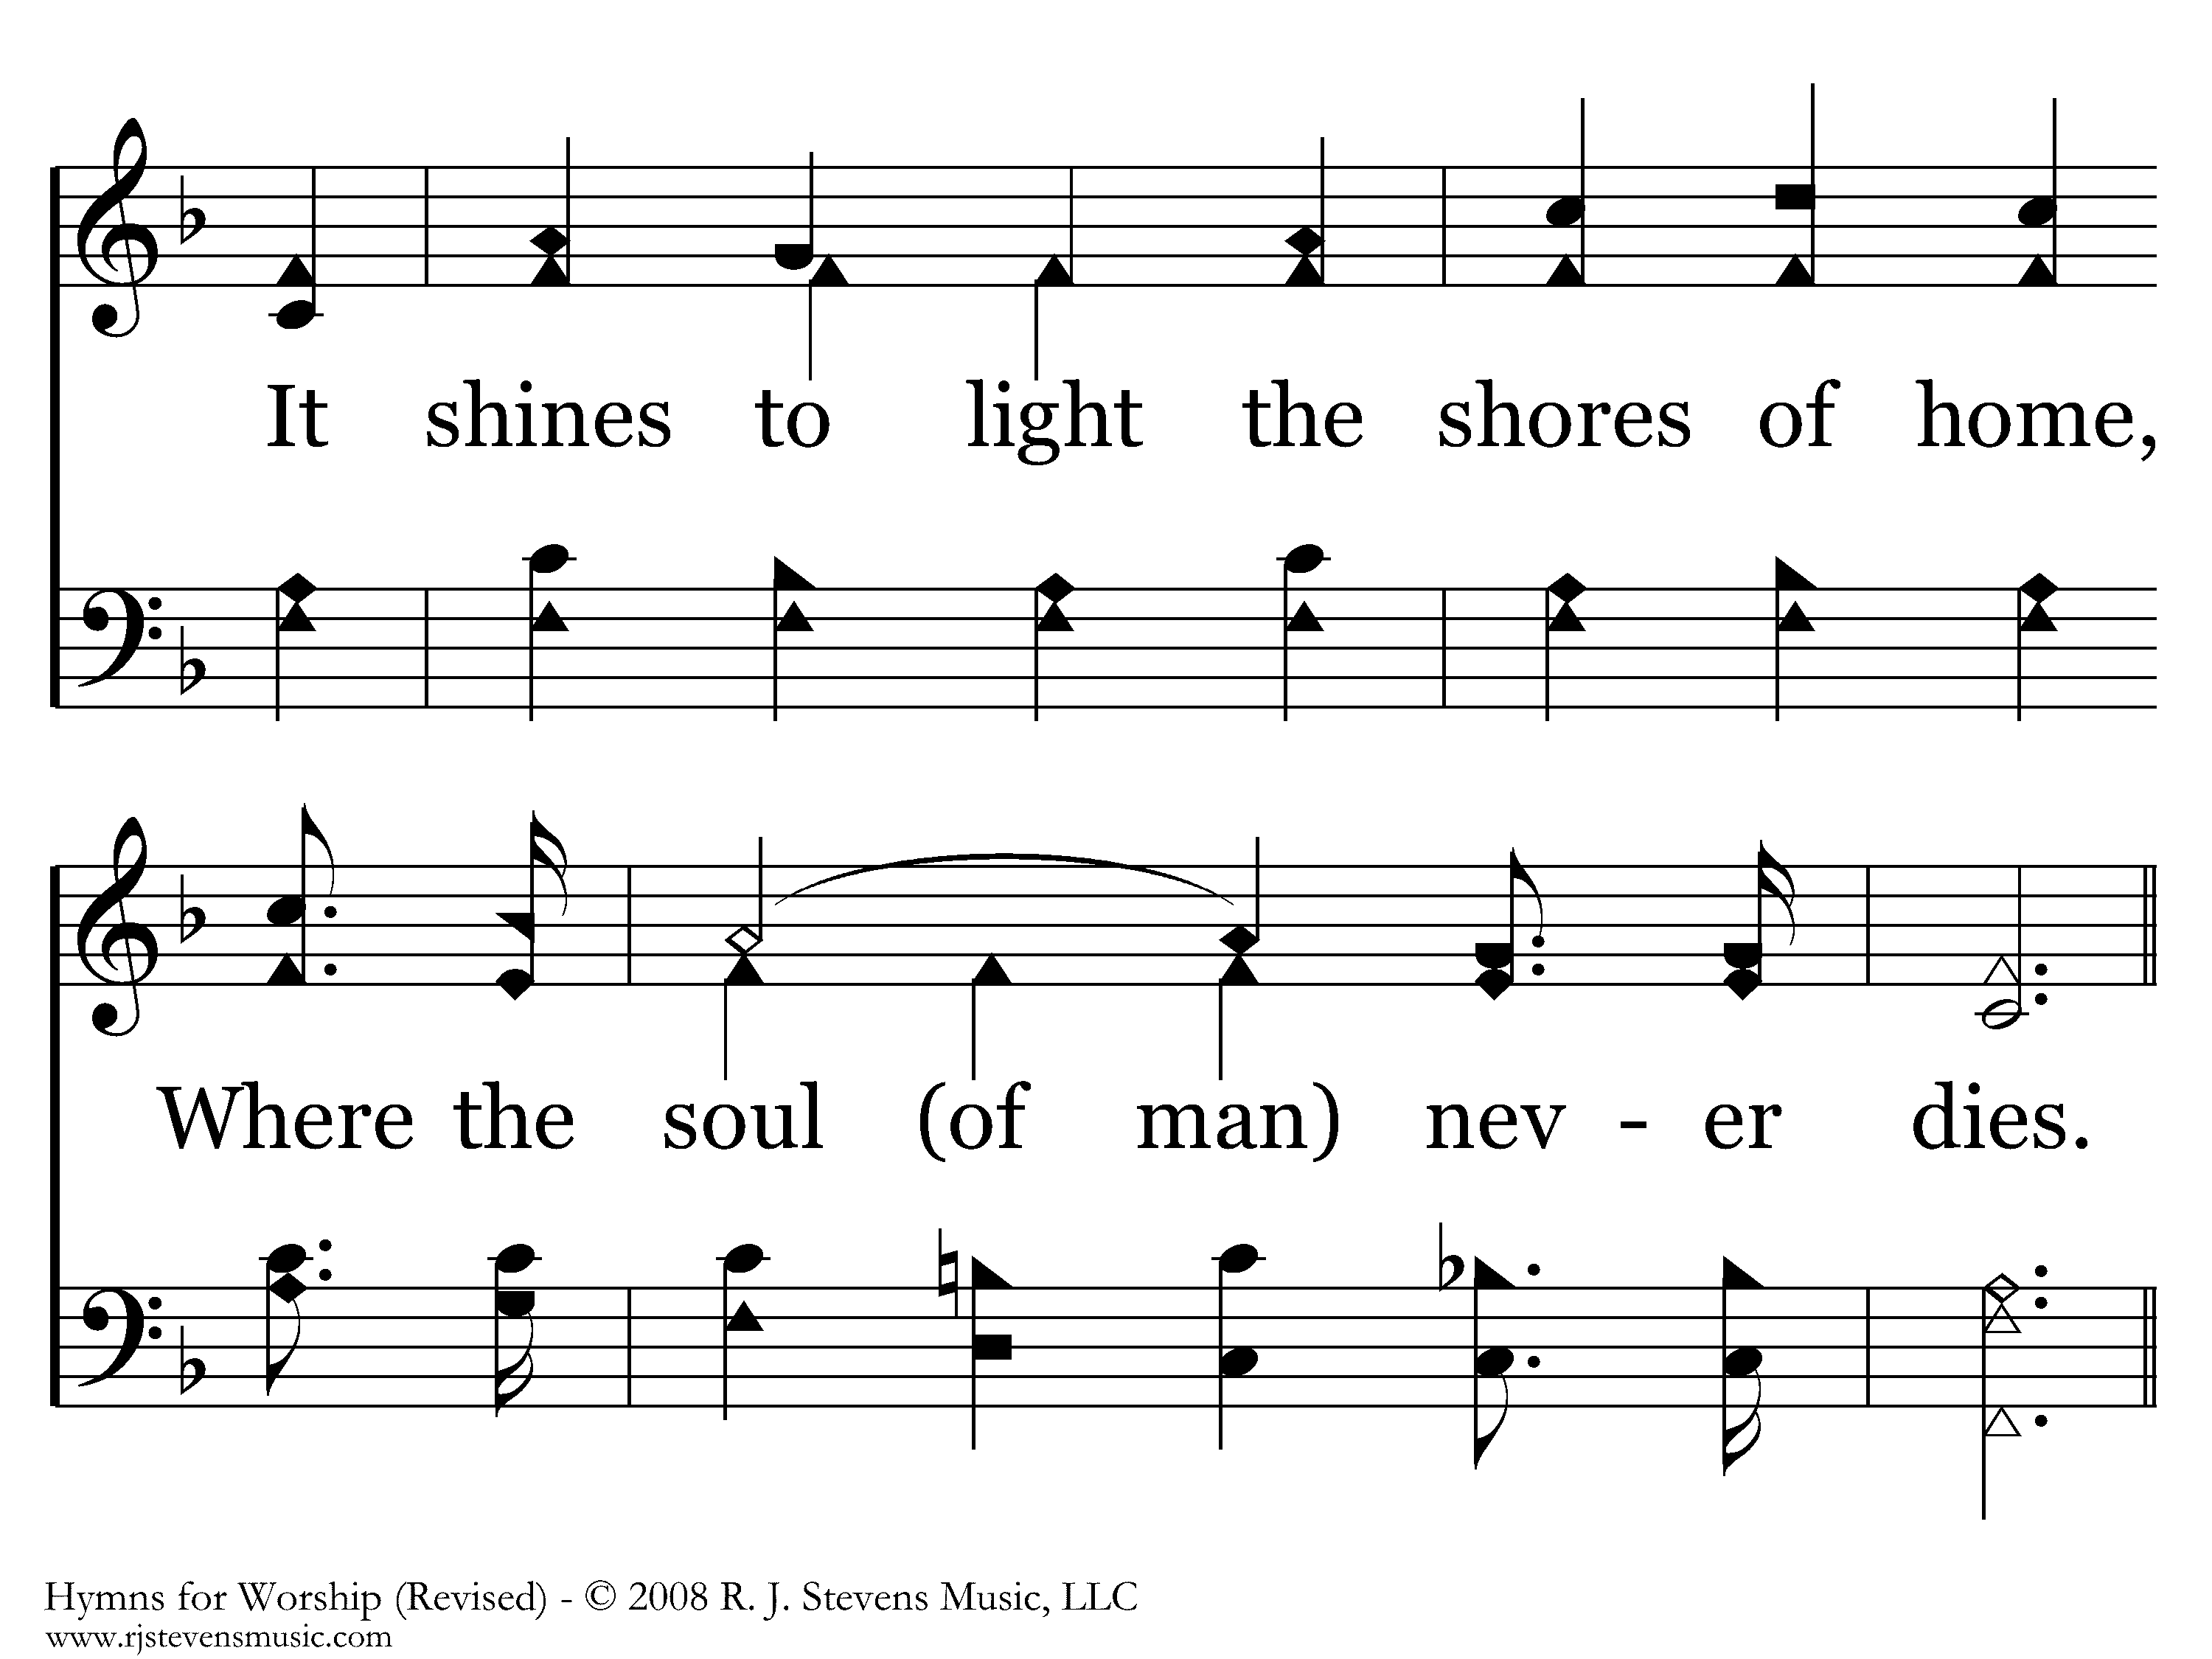 It shines to light the shores of home,
Where the soul (of man) nev - er dies.
Hymns for Worship (Revised) - © 2008 R. J. Stevens Music, LLC
www.rjstevensmusic.com